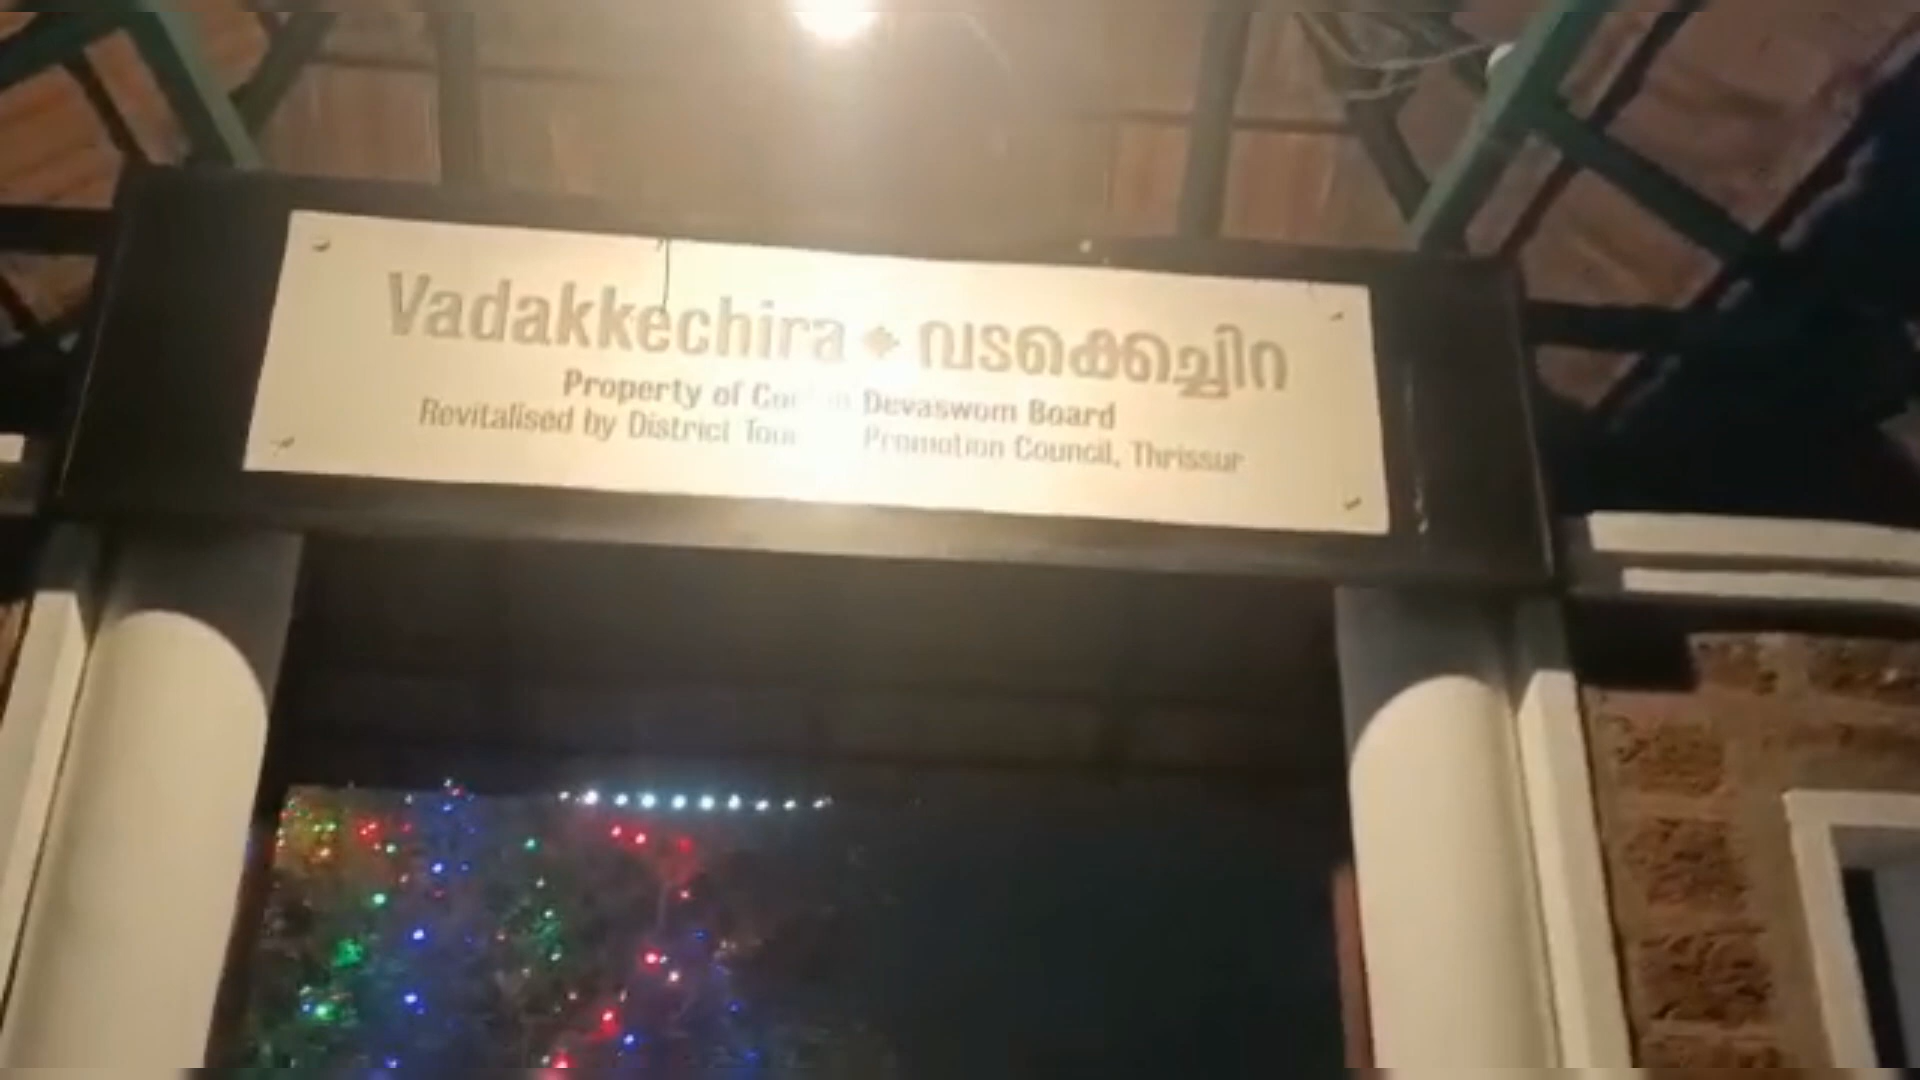 Vadakkechira വടക്കെച്ചിറ
Property of Devaswom Board
Revitalised by District Promotion Council, Thrissur